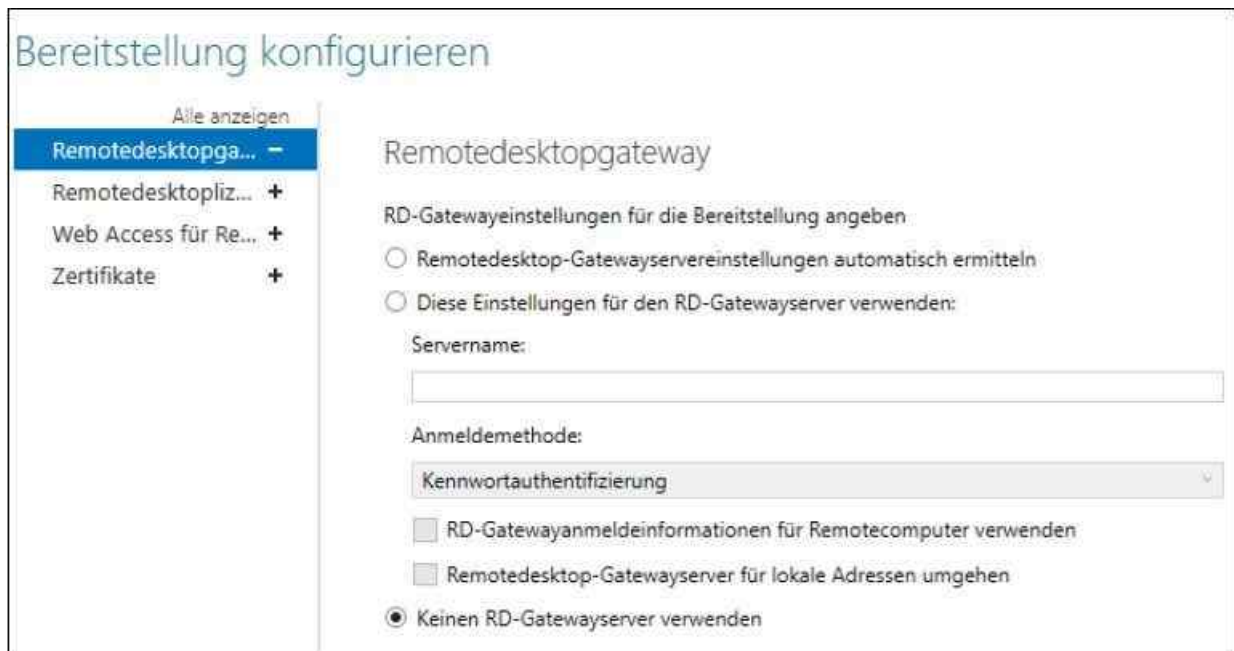 Bereitstellung konfigurieren
Alle anzeigen
Remotedesktopga... –
Remotedesktopliz... +
Web Access für Re... +
Zertifikate +
Remotedesktopgateway
RD-Gatewayeinstellungen für die Bereitstellung angeben
Remotedesktop-Gatewayservereinstellungen automatisch ermitteln
Diese Einstellungen für den RD-Gatewayserver verwenden:
Servername:
Anmeldemethode:
Kennwortauthentifizierung
RD-Gatewayanmeldeinformationen für Remotecomputer verwenden
Remotedesktop-Gatewayserver für lokale Adressen umgehen
Keinen RD-Gatewayserver verwenden